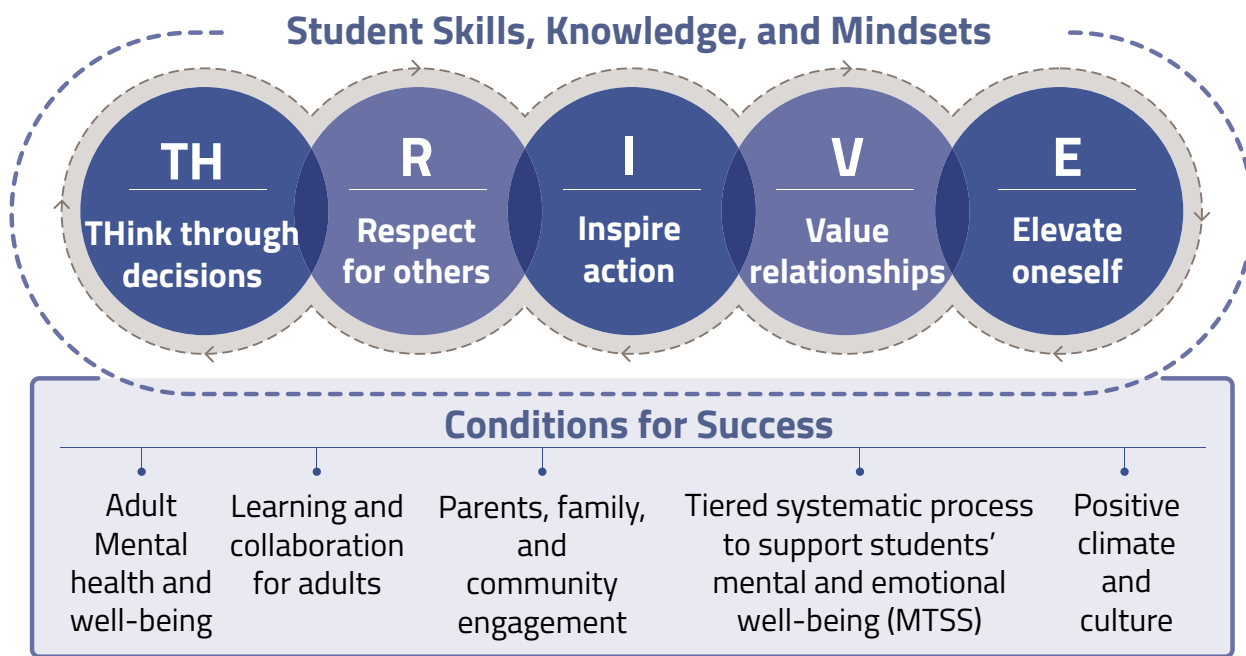 Student Skills, Knowledge, and Mindsets
TH
THink through
decisions
R
Respect
for others
I
Inspire
action
V
Value
relationships
E
Elevate
oneself
Conditions for Success
Adult
Mental
health and
well-being
Learning and
collaboration
for adults
Parents, family,
and
community
engagement
Tiered systematic process
to support students’
mental and emotional
well-being (MTSS)
Positive
climate
and
culture